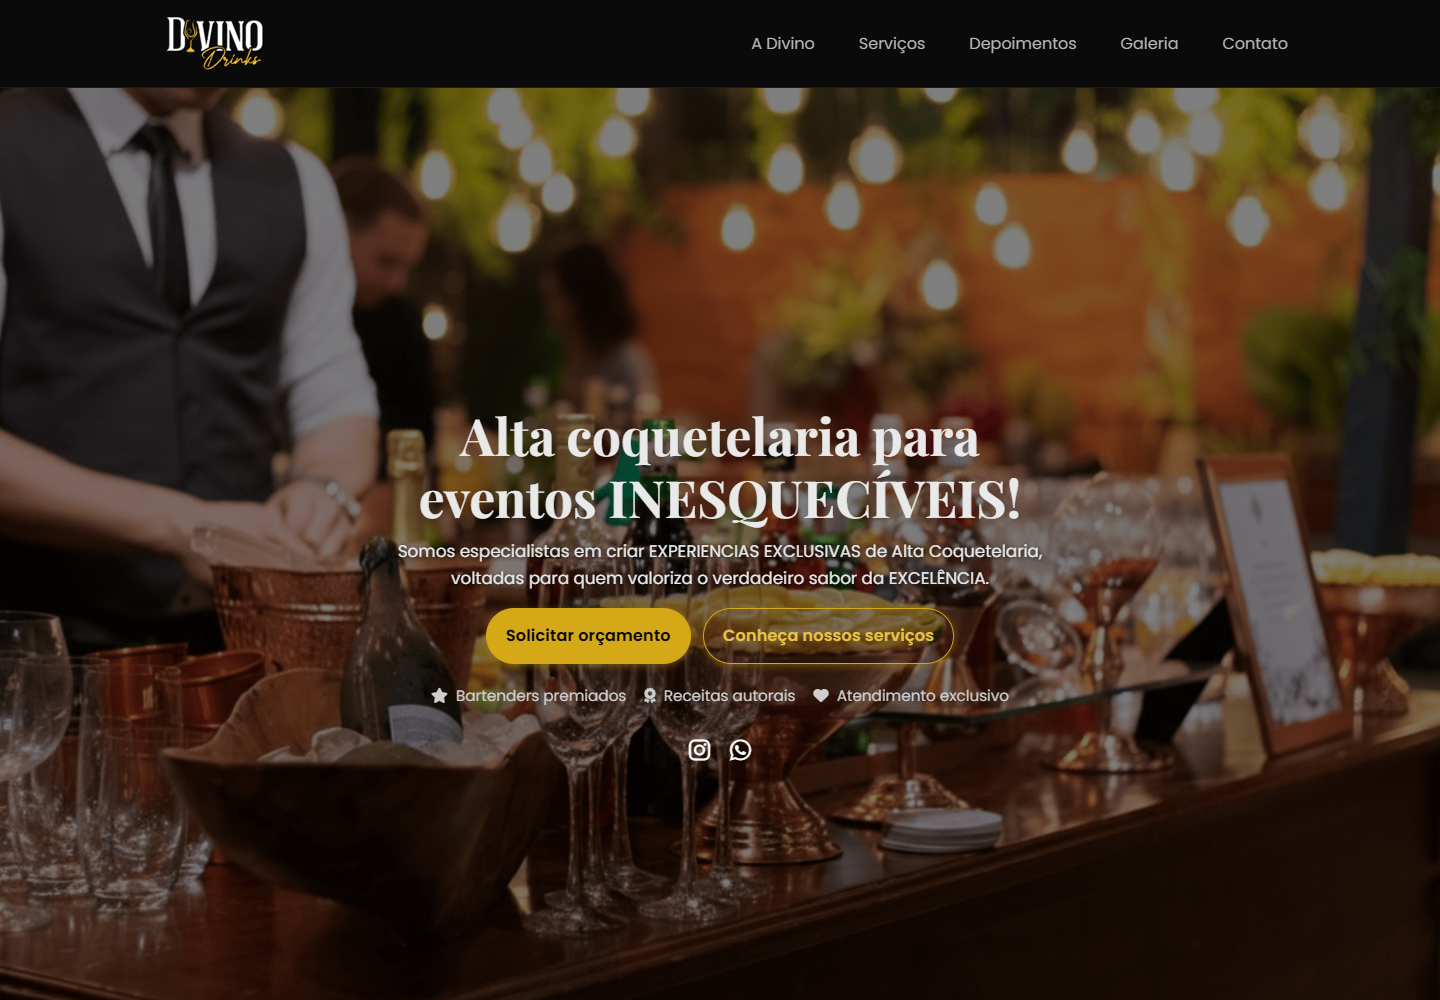 DIVINO
Drinks
A Divino
Serviços
Depoimentos
Galeria
Contato
Alta coquetelaria para
eventos INESQUECÍVEIS!
Somos especialistas em criar EXPERIENCIAS EXCLUSIVAS de Alta Coquetelaria,
voltadas para quem valoriza o verdadeiro sabor da EXCELÊNCIA.
Solicitar orçamento
Conheça nossos serviços
Bartenders premiados
Receitas autorais
Atendimento exclusivo